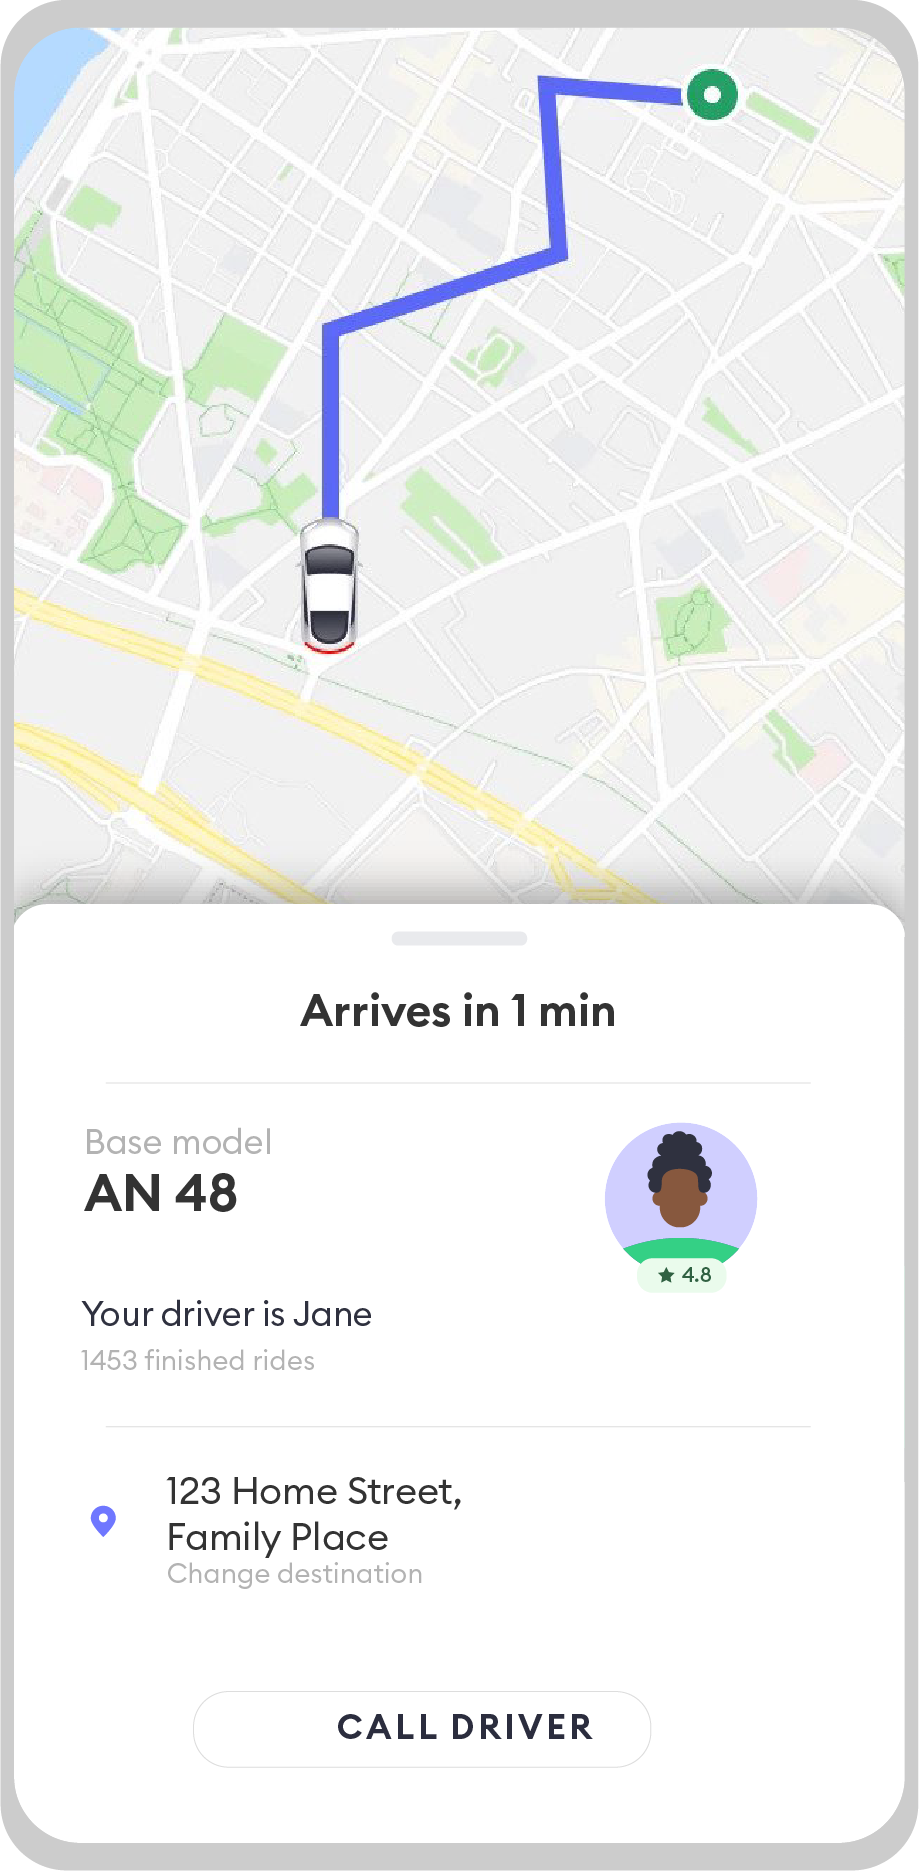 Arrives in 1 min
Base model
AN 48
4.8
Your driver is Jane
1453 finished rides
123 Home Street,
Family Place
Change destination
CALL DRIVER